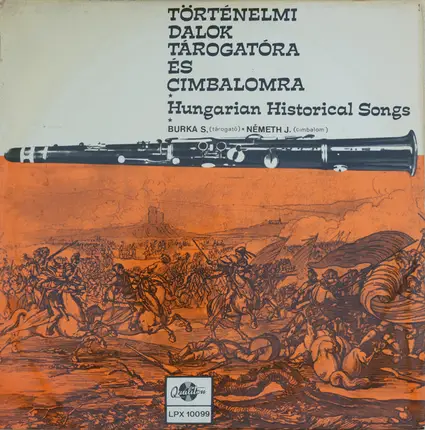 TÖRTÉNELMI
DALOK
TÁROGATÓRA
ÉS
CIMBALOMRA
*
Hungarian Historical Songs
*
BURKA S. (tárogató) • NÉMETH J. (cimbalom)
Qualiton
LPX 10099